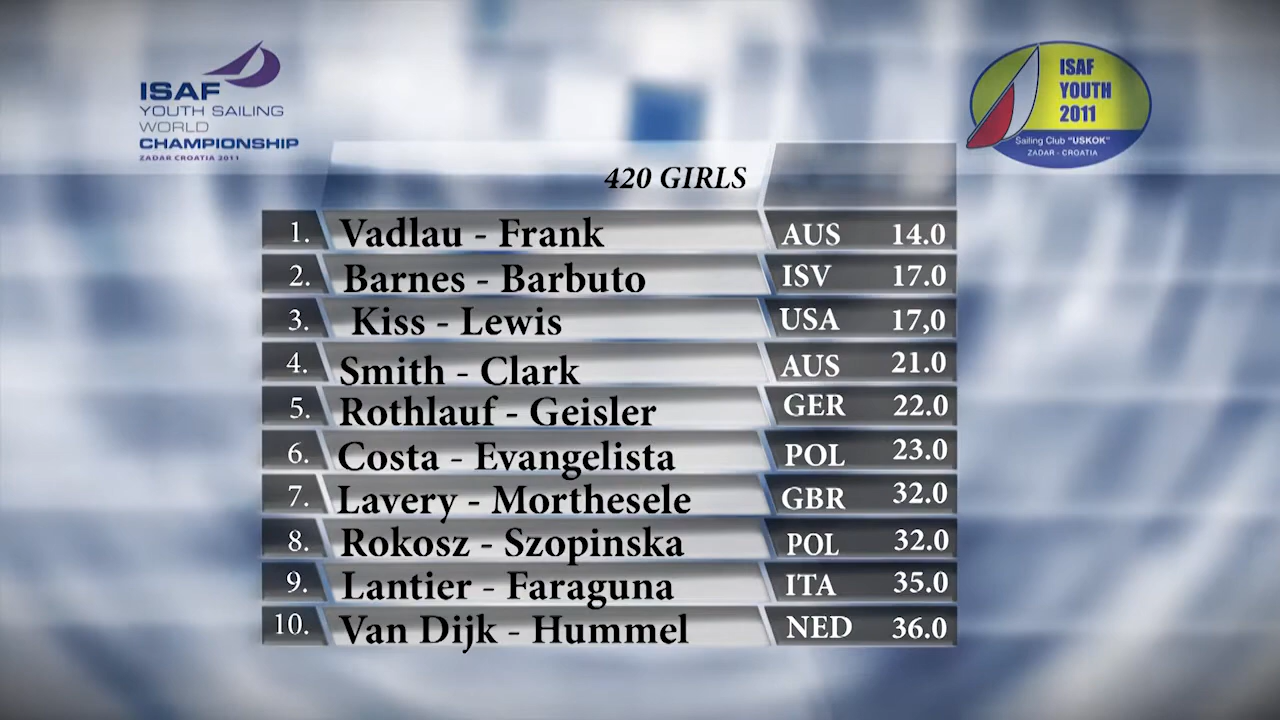 ISAF
YOUTH SAILING
WORLD
CHAMPIONSHIP
ZADAR CROATIA 2011
ISAF
YOUTH
2011
Sailing Club "USKOK"
ZADAR - CROATIA
420 GIRLS
1. Vadlau - Frank AUS 14.0
2. Barnes - Barbuto ISV 17.0
3. Kiss - Lewis USA 17,0
4. Smith - Clark AUS 21.0
5. Rothlauf - Geisler GER 22.0
6. Costa - Evangelista POL 23.0
7. Lavery - Morthesele GBR 32.0
8. Rokosz - Szopinska POL 32.0
9. Lantier - Faraguna ITA 35.0
10. Van Dijk - Hummel NED 36.0